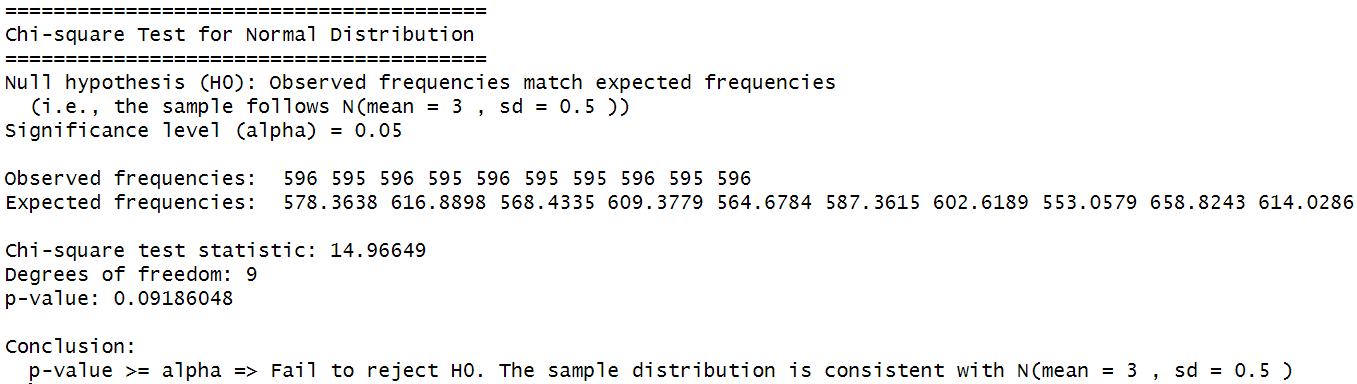 ========================================
Chi-square Test for Normal Distribution
========================================
Null hypothesis (H0): Observed frequencies match expected frequencies
  (i.e., the sample follows N(mean = 3 , sd = 0.5 ))
Significance level (alpha) = 0.05

Observed frequencies:  596 595 596 595 596 595 595 596 595 596
Expected frequencies:  578.3638 616.8898 568.4335 609.3779 564.6784 587.3615 602.6189 553.0579 658.8243 614.0286

Chi-square test statistic: 14.96649
Degrees of freedom: 9
p-value: 0.09186048

Conclusion:
  p-value >= alpha => Fail to reject H0. The sample distribution is consistent with N(mean = 3 , sd = 0.5 )